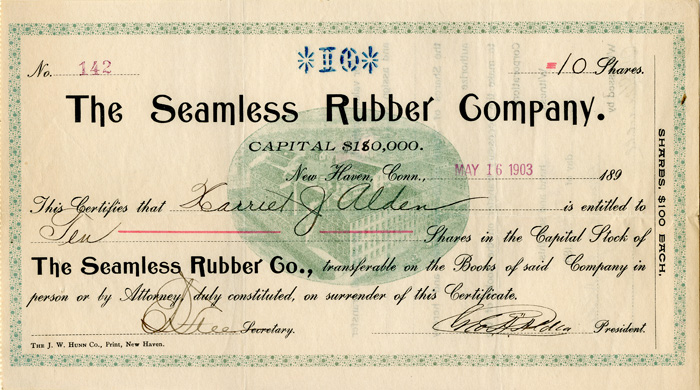 *10*
No. 142
10 Shares.
The Seamless Rubber Company.
CAPITAL $180,000.
New Haven, Conn., MAY 16 1903 189
This Certifies that Harriet J Alden is entitled to
Ten Shares in the Capital Stock of
The Seamless Rubber Co., transferable on the Books of said Company in
person or by Attorney duly constituted, on surrender of this Certificate.
Secretary.
Alden President.
THE J. W. HUNN CO., PRINT, NEW HAVEN.
SHARES, $100 EACH.